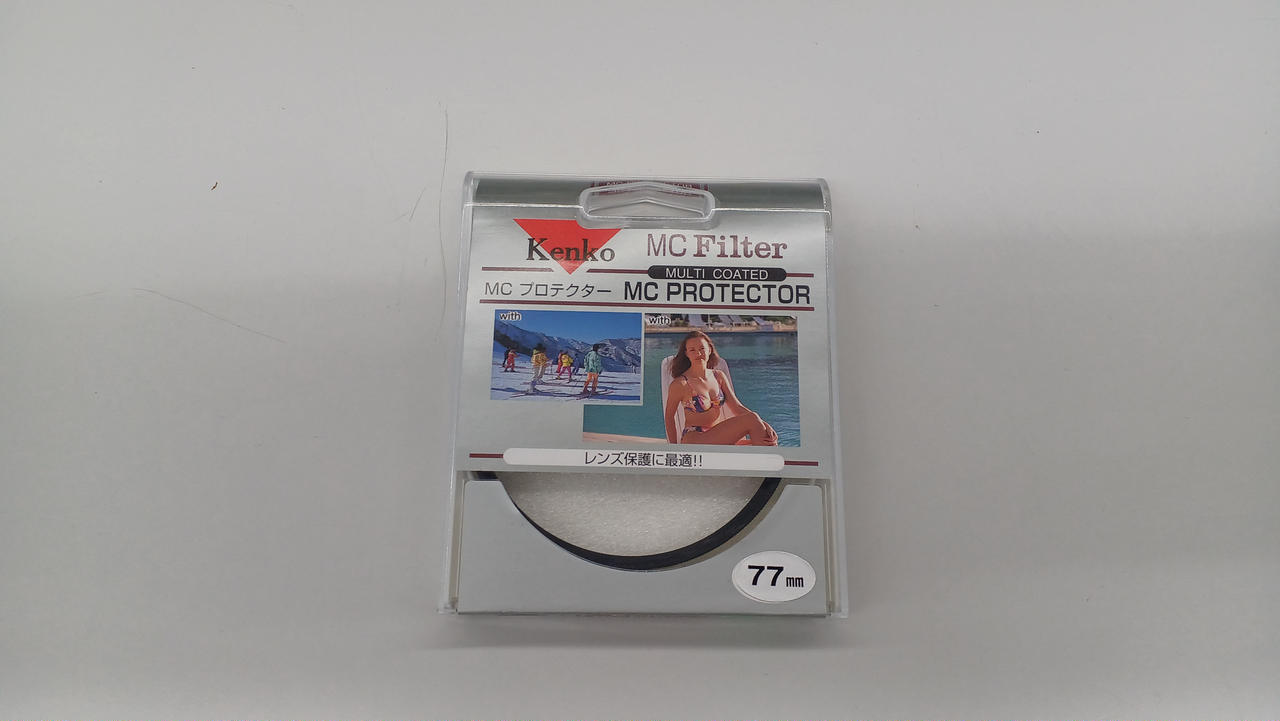 Kenko
MC Filter
MULTI COATED
MC プロテクター MC PROTECTOR
with
with
レンズ保護に最適!!
77mm